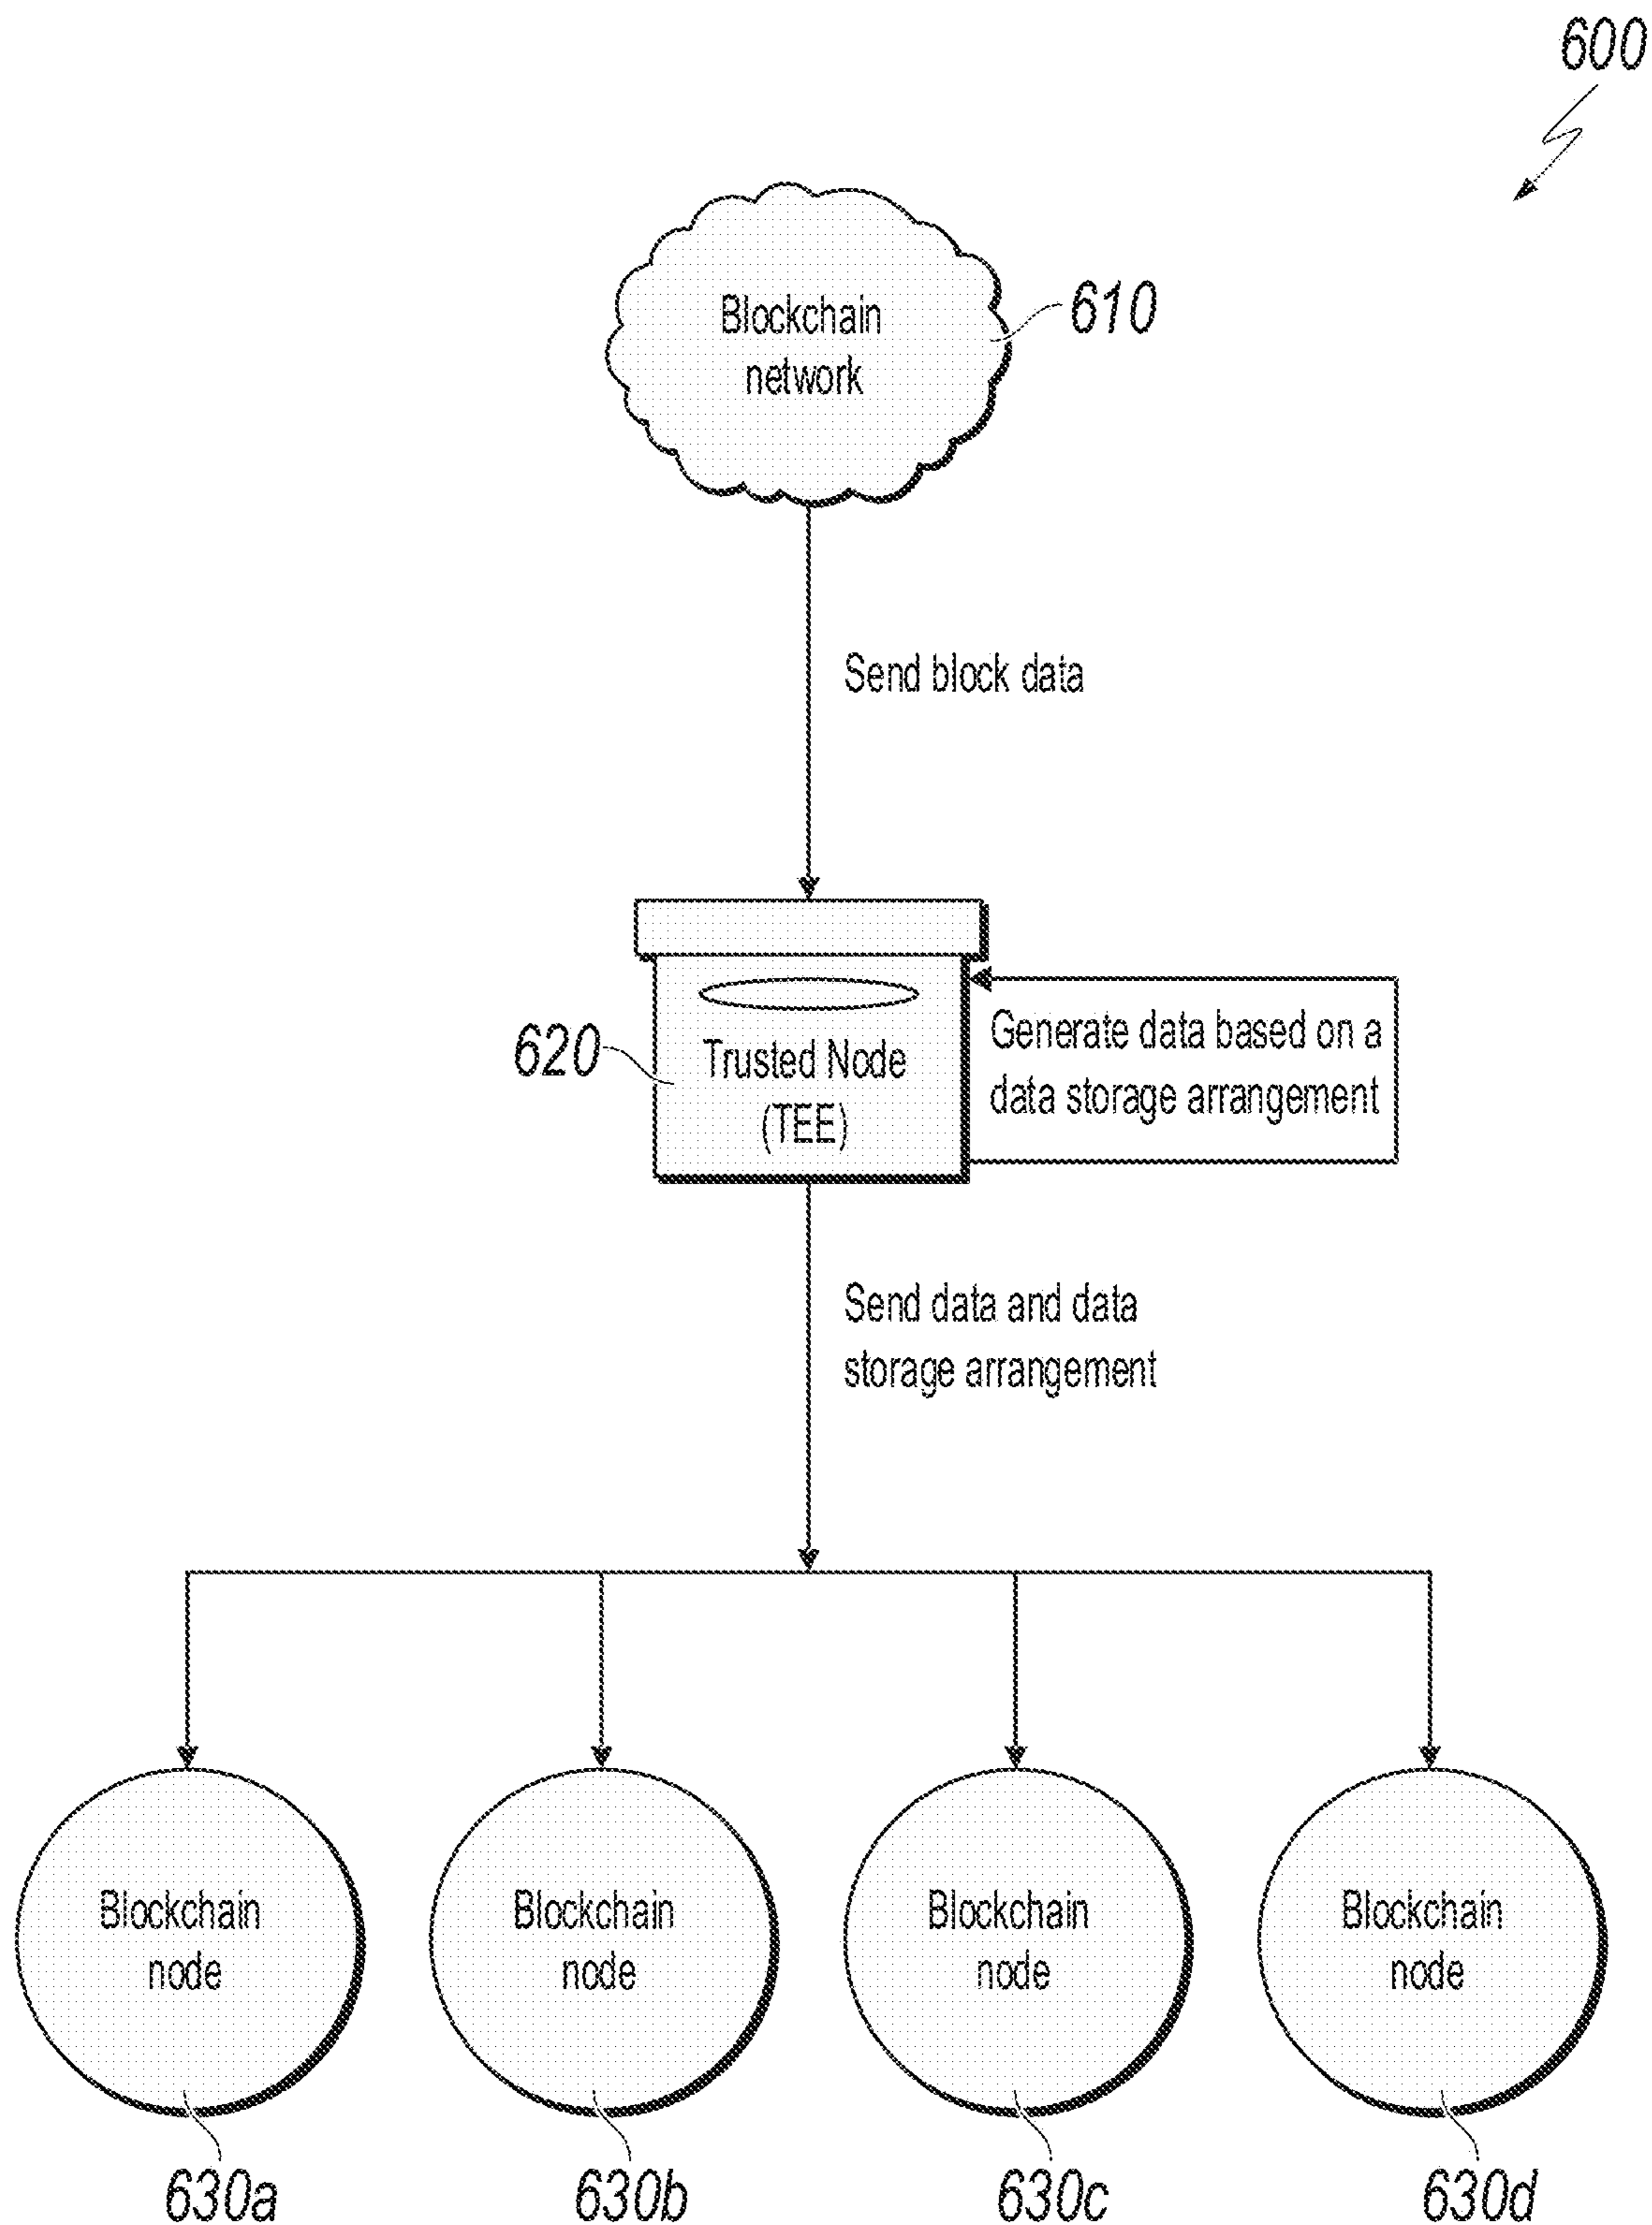 600
Blockchain
network
610
Send block data
620
Trusted Node
(TEE)
Generate data based on a
data storage arrangement
Send data and data
storage arrangement
Blockchain
node
Blockchain
node
Blockchain
node
Blockchain
node
630a
630b
630c
630d